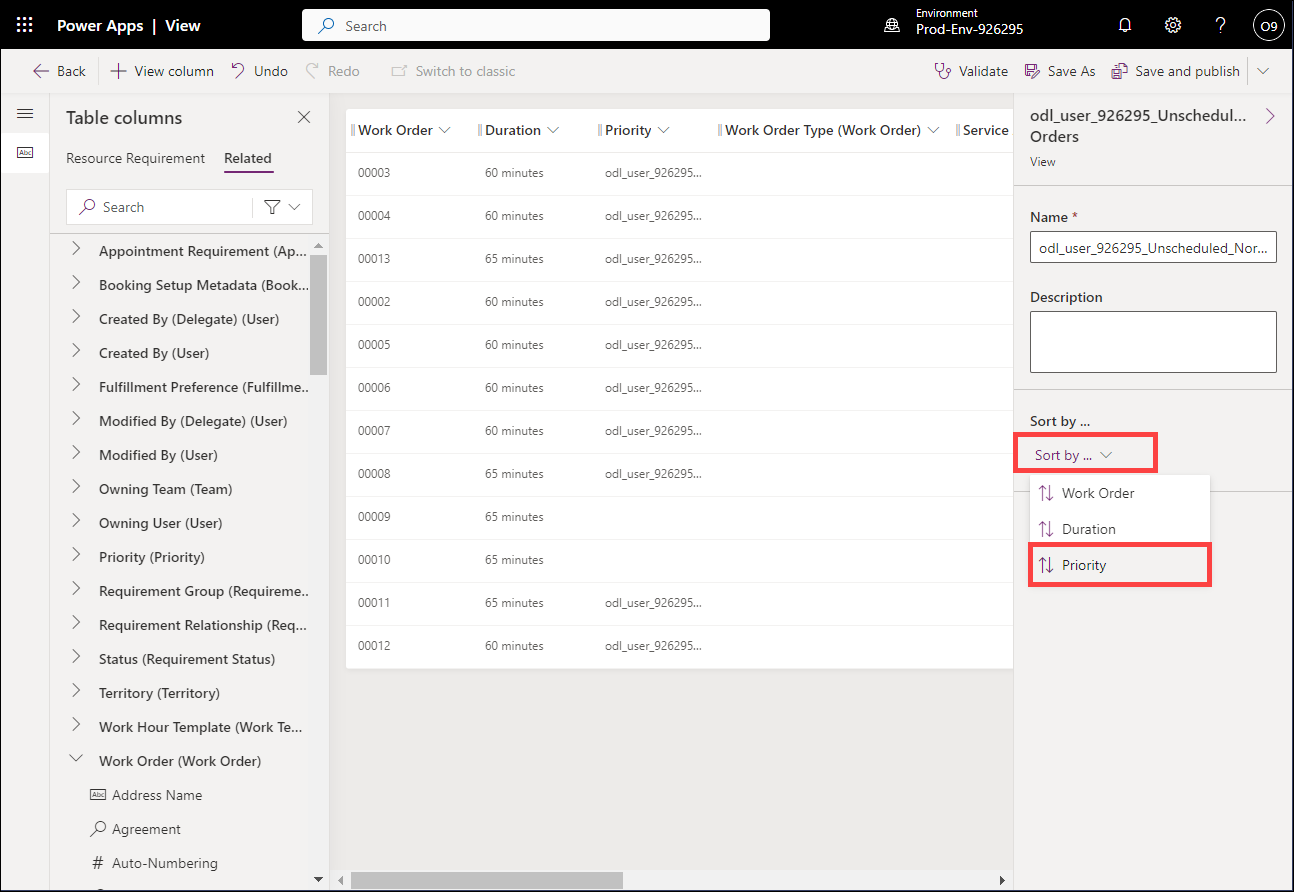 Power Apps | View
Search
Environment
Prod-Env-926295
?
O9
Back
View column
Undo
Redo
Switch to classic
Validate
Save As
Save and publish
Table columns
Resource Requirement
Related
Search
Abc
Appointment Requirement (Ap...
Booking Setup Metadata (Book...
Created By (Delegate) (User)
Created By (User)
Fulfillment Preference (Fulfillme...
Modified By (Delegate) (User)
Modified By (User)
Owning Team (Team)
Owning User (User)
Priority (Priority)
Requirement Group (Requireme...
Requirement Relationship (Req...
Status (Requirement Status)
Territory (Territory)
Work Hour Template (Work Te...
Work Order (Work Order)
Abc Address Name
Agreement
# Auto-Numbering
Work Order Duration Priority Work Order Type (Work Order) Service
00003 60 minutes odl_user_926295...
00004 60 minutes odl_user_926295...
00013 65 minutes odl_user_926295...
00002 60 minutes odl_user_926295...
00005 60 minutes odl_user_926295...
00006 60 minutes odl_user_926295...
00007 60 minutes odl_user_926295...
00008 65 minutes odl_user_926295...
00009 65 minutes
00010 65 minutes
00011 65 minutes odl_user_926295...
00012 60 minutes odl_user_926295...
odl_user_926295_Unschedul...
Orders
View
Name *
odl_user_926295_Unscheduled_Nor...
Description
Sort by ...
Sort by ...
Work Order
Duration
Priority